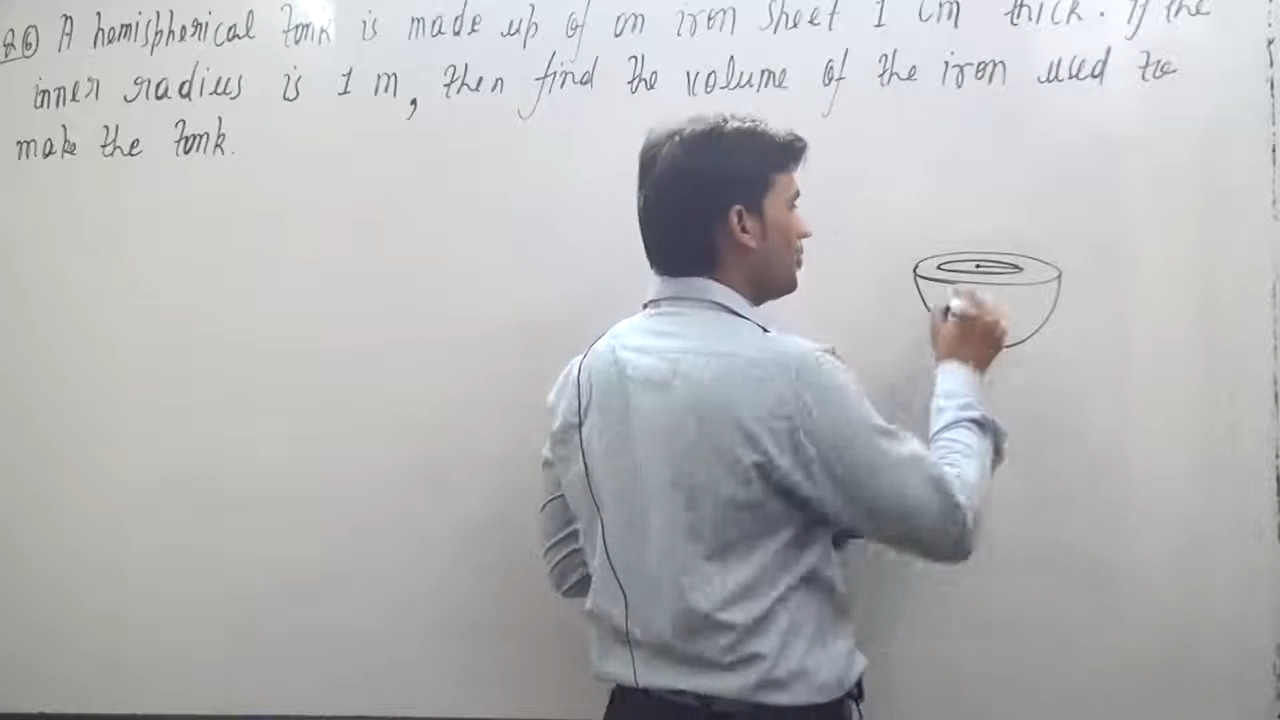 Q6 A hemispherical tank is made up of an iron sheet 1 cm thick. If the
inner radius is 1 m, then find the volume of the iron used to
make the tank.